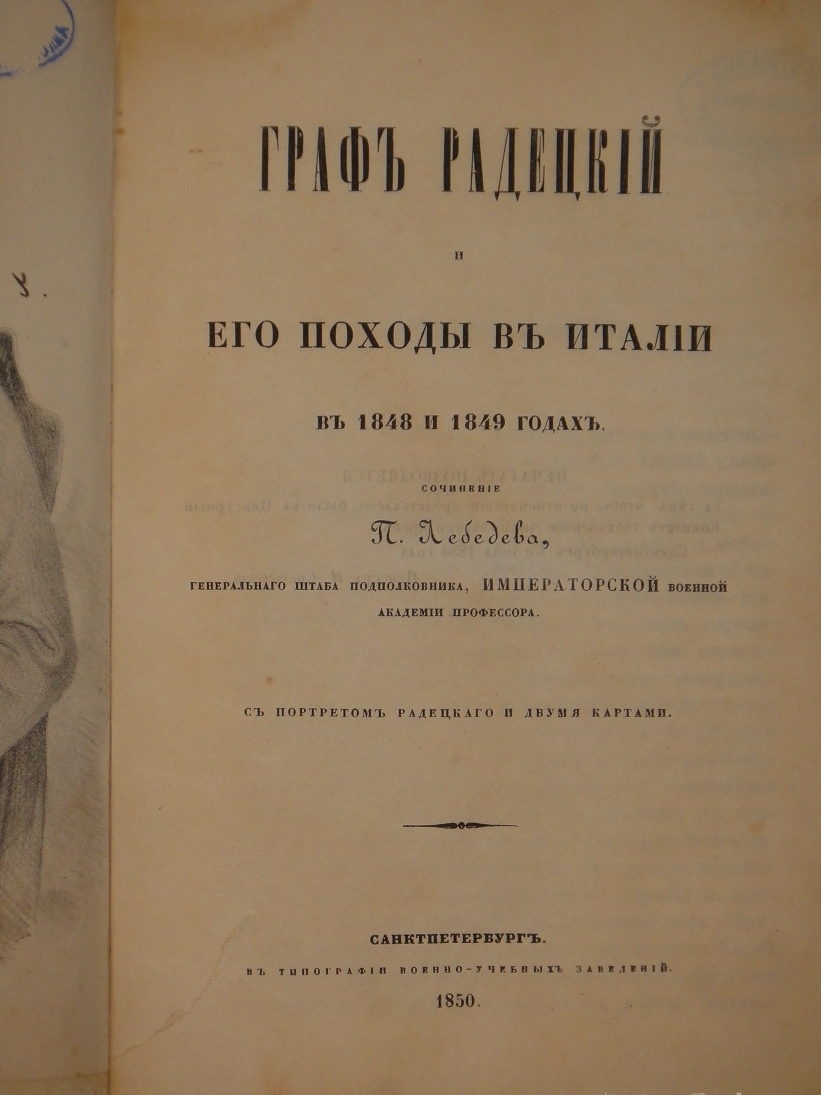 ГРАФЪ РАДЕЦКІЙ
И
ЕГО ПОХОДЫ ВЪ ИТАЛІИ
ВЪ 1848 И 1849 ГОДАХЪ.
СОЧИНЕНІЕ
П. Лебедева,
ГЕНЕРАЛЬНАГО ШТАБА ПОДПОЛКОВНИКА, ИМПЕРАТОРСКОЙ ВОЕННОЙ
АКАДЕМІИ ПРОФЕССОРА.
СЪ ПОРТРЕТОМЪ РАДЕЦКАГО И ДВУМЯ КАРТАМИ.
САНКТПЕТЕРБУРГЪ.
ВЪ ТИПОГРАФІИ ВОЕННО-УЧЕБНЫХЪ ЗАВЕДЕНІЙ.
1850.